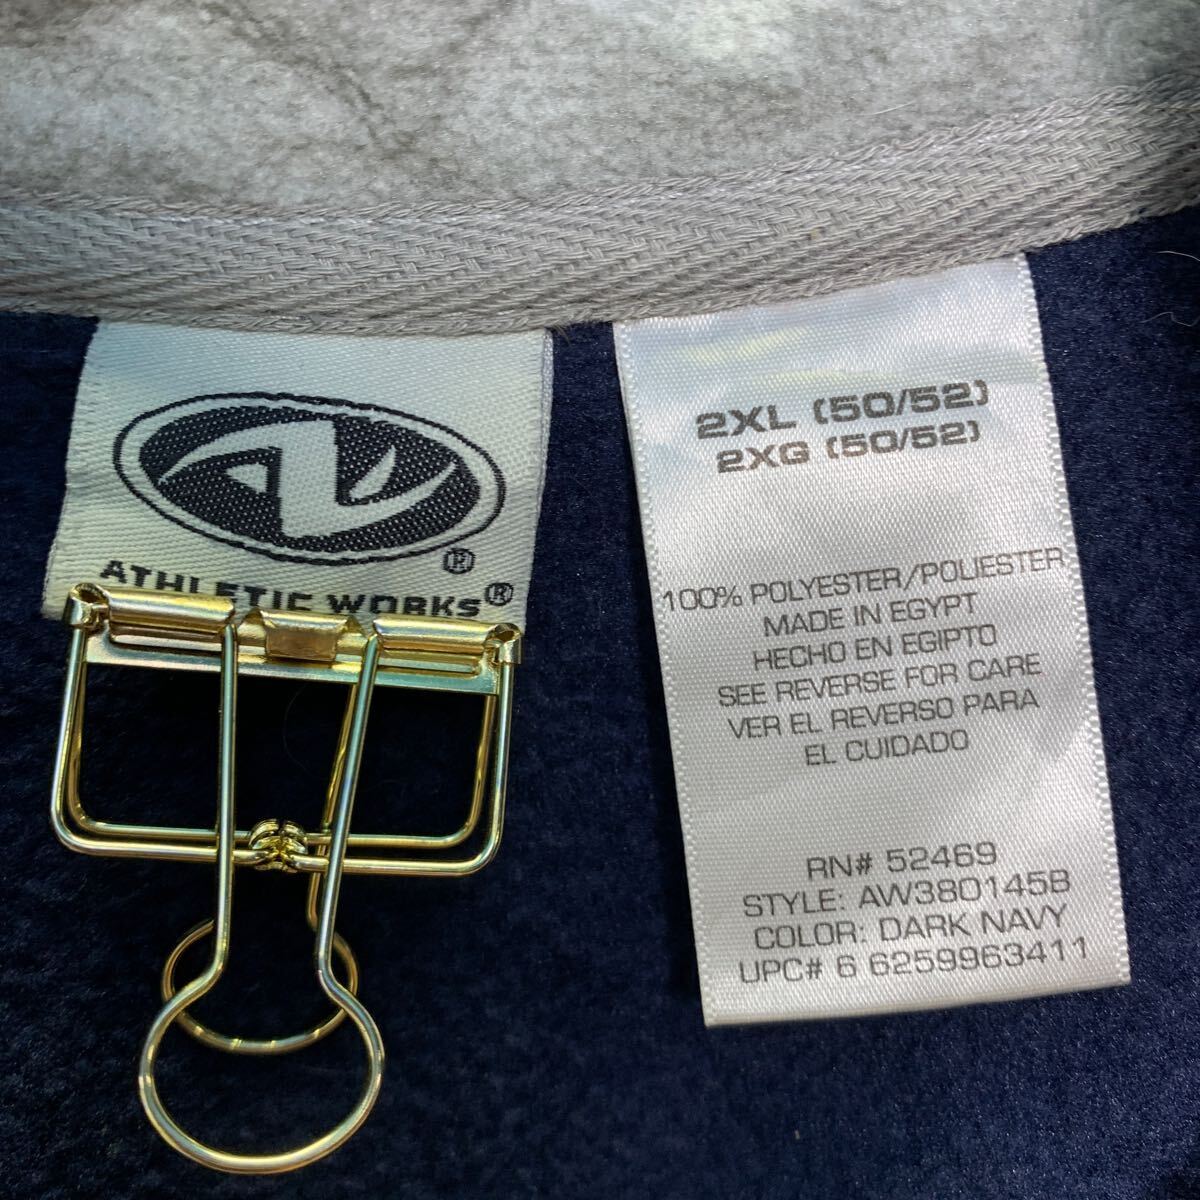 ®
ATHLETIC WORKS®
2XL (50/52)
2XG (50/52)
100% POLYESTER/POLIESTER
MADE IN EGYPT
HECHO EN EGIPTO
SEE REVERSE FOR CARE
VER EL REVERSO PARA
EL CUIDADO
RN# 52469
STYLE: AW380145B
COLOR: DARK NAVY
UPC# 6 6259963411